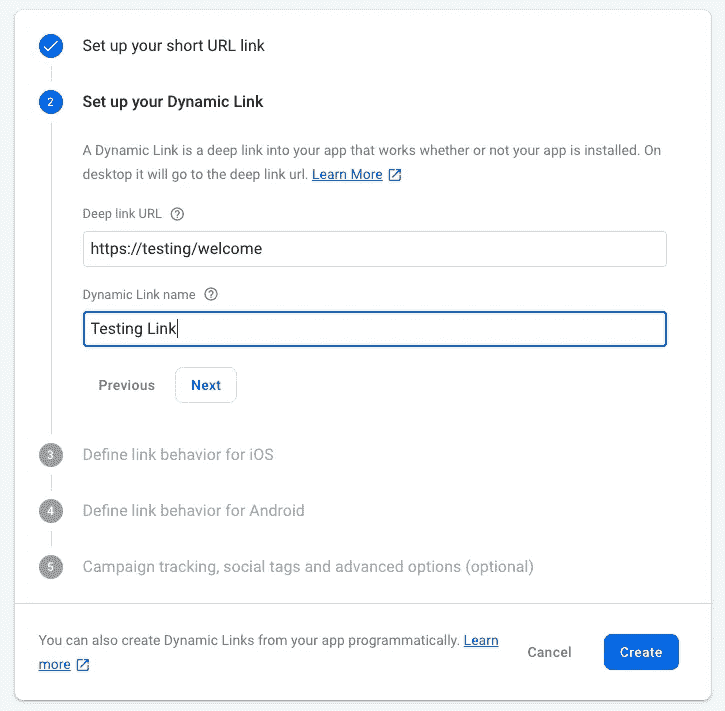 Set up your short URL link
2
Set up your Dynamic Link
A Dynamic Link is a deep link into your app that works whether or not your app is installed. On
desktop it will go to the deep link url. Learn More
Deep link URL ?
https://testing/welcome
Dynamic Link name ?
Testing Link
Previous Next
3 Define link behavior for iOS
4 Define link behavior for Android
5 Campaign tracking, social tags and advanced options (optional)
You can also create Dynamic Links from your app programmatically. Learn
more
Cancel Create